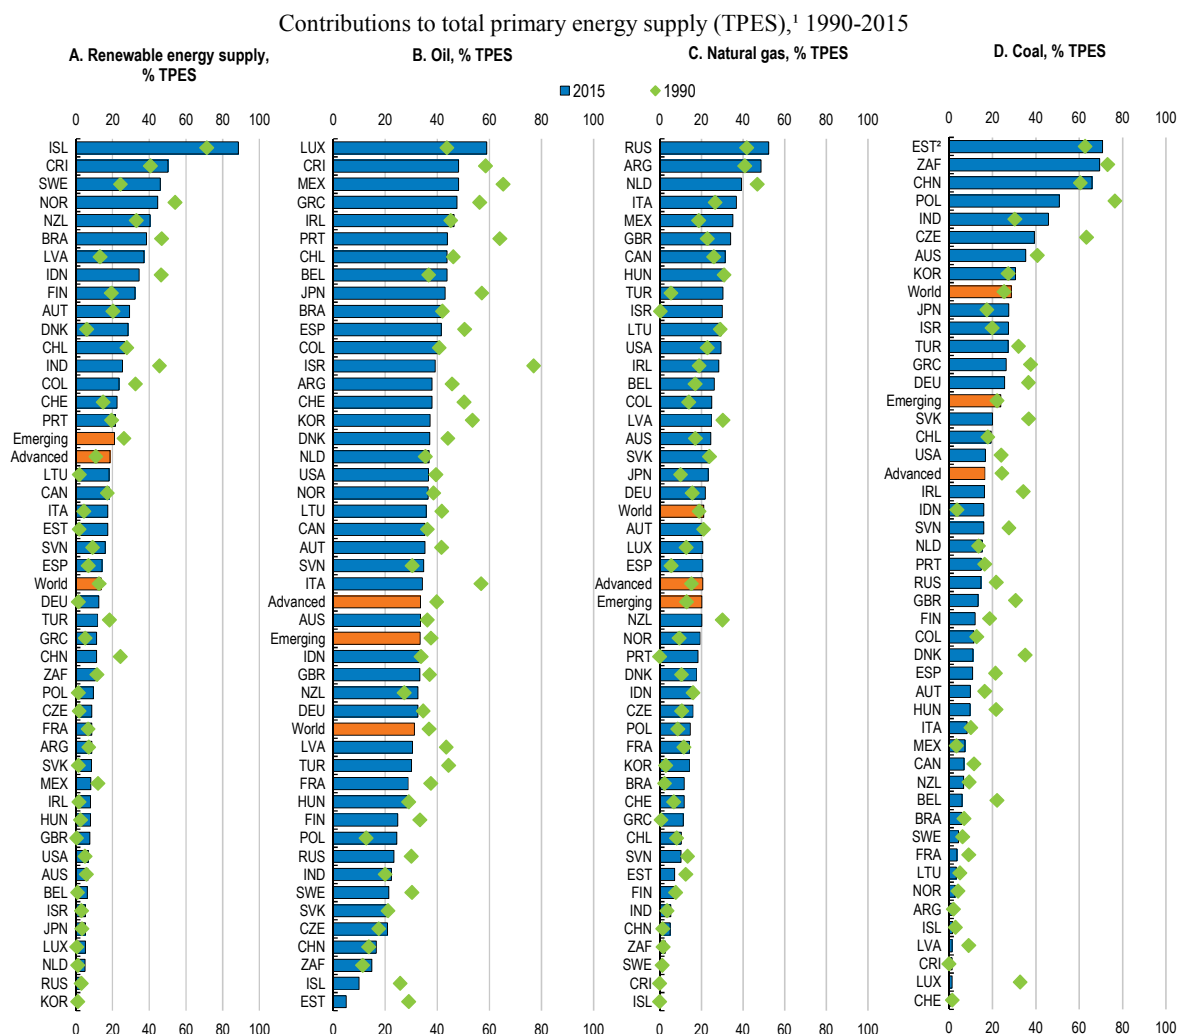 Contributions to total primary energy supply (TPES),¹ 1990-2015
A. Renewable energy supply,
% TPES
B. Oil, % TPES
C. Natural gas, % TPES
D. Coal, % TPES
2015
1990
0 20 40 60 80 100
ISL
CRI
SWE
NOR
NZL
BRA
LVA
IDN
FIN
AUT
DNK
CHL
IND
COL
CHE
PRT
Emerging
Advanced
LTU
CAN
ITA
EST
SVN
ESP
World
DEU
TUR
GRC
CHN
ZAF
POL
CZE
FRA
ARG
SVK
MEX
IRL
HUN
GBR
USA
AUS
BEL
ISR
JPN
LUX
NLD
RUS
KOR
0 20 40 60 80 100
0 20 40 60 80 100
LUX
CRI
MEX
GRC
IRL
PRT
CHL
BEL
JPN
BRA
ESP
COL
ISR
ARG
CHE
KOR
DNK
NLD
USA
NOR
LTU
CAN
AUT
SVN
ITA
Advanced
AUS
Emerging
IDN
GBR
NZL
DEU
World
LVA
TUR
FRA
HUN
FIN
POL
RUS
IND
SWE
SVK
CZE
CHN
ZAF
ISL
EST
0 20 40 60 80 100
0 20 40 60 80 100
RUS
ARG
NLD
ITA
MEX
GBR
CAN
HUN
TUR
ISR
LTU
USA
IRL
BEL
COL
LVA
AUS
SVK
JPN
DEU
World
AUT
LUX
ESP
Advanced
Emerging
NZL
NOR
PRT
DNK
IDN
CZE
POL
FRA
KOR
BRA
CHE
GRC
CHL
SVN
EST
FIN
IND
CHN
ZAF
SWE
CRI
ISL
0 20 40 60 80 100
0 20 40 60 80 100
EST²
ZAF
CHN
POL
IND
CZE
AUS
KOR
World
JPN
ISR
TUR
GRC
DEU
Emerging
SVK
CHL
USA
Advanced
IRL
IDN
SVN
NLD
PRT
RUS
GBR
FIN
COL
DNK
ESP
AUT
HUN
ITA
MEX
CAN
NZL
BEL
BRA
SWE
FRA
LTU
NOR
ARG
ISL
LVA
CRI
LUX
CHE
0 20 40 60 80 100